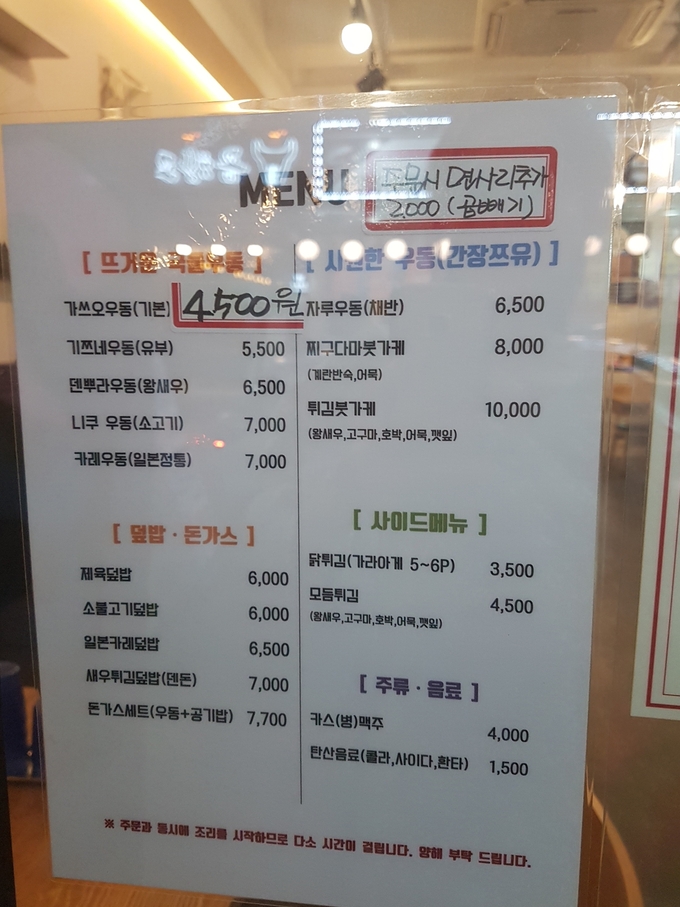 MENU
주문시 면사리추가
2.000 (곱빼기)
[ 뜨거운 국물우동 ]
가쓰오우동(기본) 4.500원
기쯔네우동(유부) 5,500
덴뿌라우동(왕새우) 6,500
니쿠 우동(소고기) 7,000
카레우동(일본정통) 7,000
[ 덮밥 · 돈가스 ]
제육덮밥 6,000
소불고기덮밥 6,000
일본카레덮밥 6,500
새우튀김덮밥(덴돈) 7,000
돈가스세트(우동+공기밥) 7,700
[ 시원한 우동(간장쯔유) ]
자루우동(채반) 6,500
찌구다마붓가케 8,000
(계란반숙,어묵)
튀김붓가케 10,000
(왕새우,고구마,호박,어묵,깻잎)
[ 사이드메뉴 ]
닭튀김(가라아게 5~6P) 3,500
모듬튀김 4,500
(왕새우,고구마,호박,어묵,깻잎)
[ 주류 · 음료 ]
카스(병)맥주 4,000
탄산음료(콜라,사이다,환타) 1,500
※ 주문과 동시에 조리를 시작하므로 다소 시간이 걸립니다. 양해 부탁 드립니다.